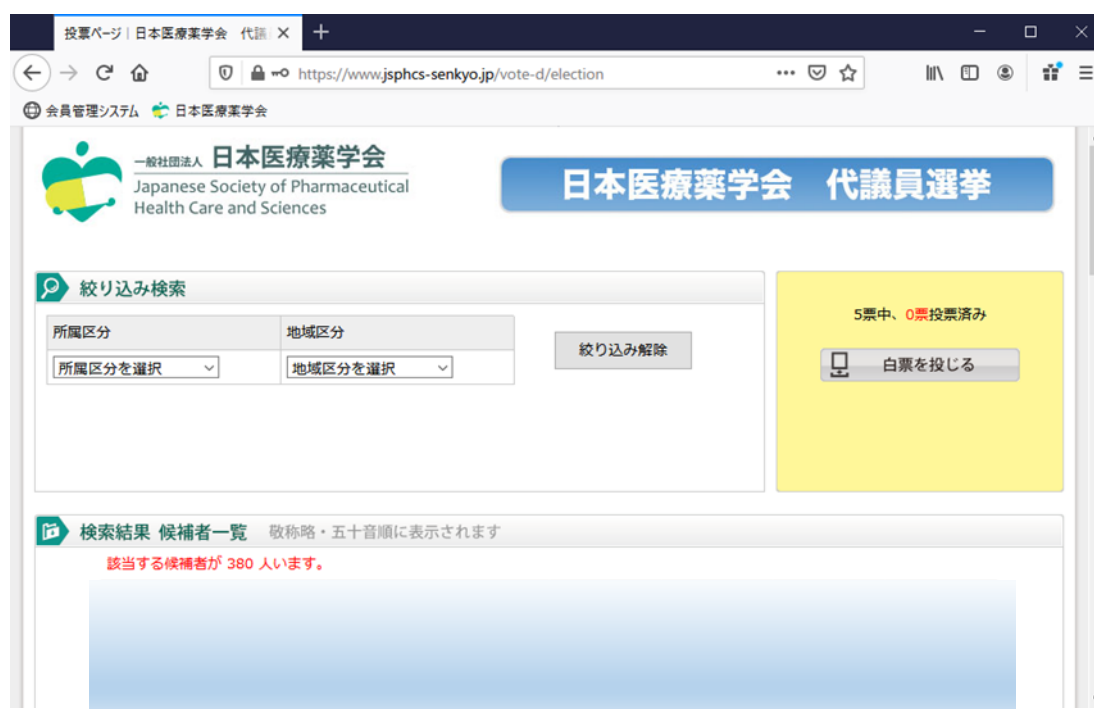 投票ページ | 日本医療薬学会 代議
https://www.jsphcs-senkyo.jp/vote-d/election
会員管理システム 日本医療薬学会
一般社団法人 日本医療薬学会
Japanese Society of Pharmaceutical
Health Care and Sciences
日本医療薬学会 代議員選挙
絞り込み検索
所属区分 地域区分
所属区分を選択 地域区分を選択
絞り込み解除
5票中、0票投票済み
白票を投じる
検索結果 候補者一覧 敬称略・五十音順に表示されます
該当する候補者が 380 人います。